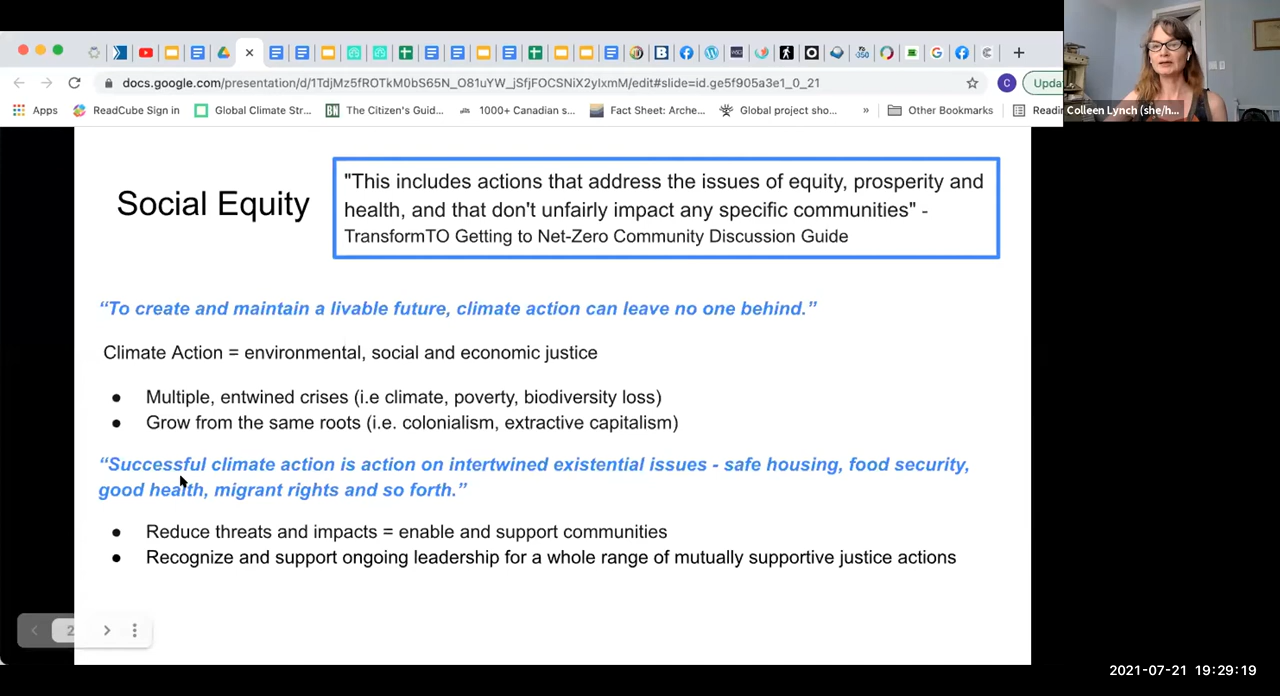 docs.google.com/presentation/d/1TdjMz5fROTkM0bS65N_O81uYW_jSfjFOCSNiX2yIxmM/edit#slide=id.ge5f905a3e1_0_21
C
Updat
Apps
ReadCube Sign in
Global Climate Str...
The Citizen's Guid...
1000+ Canadian s...
Fact Sheet: Arche...
Global project sho...
»
Other Bookmarks
Readin
Colleen Lynch (she/h...
Social Equity
"This includes actions that address the issues of equity, prosperity and
health, and that don't unfairly impact any specific communities" -
TransformTO Getting to Net-Zero Community Discussion Guide
“To create and maintain a livable future, climate action can leave no one behind.”
Climate Action = environmental, social and economic justice
● Multiple, entwined crises (i.e climate, poverty, biodiversity loss)
● Grow from the same roots (i.e. colonialism, extractive capitalism)
“Successful climate action is action on intertwined existential issues - safe housing, food security,
good health, migrant rights and so forth.”
● Reduce threats and impacts = enable and support communities
● Recognize and support ongoing leadership for a whole range of mutually supportive justice actions
2
2021-07-21 19:29:19